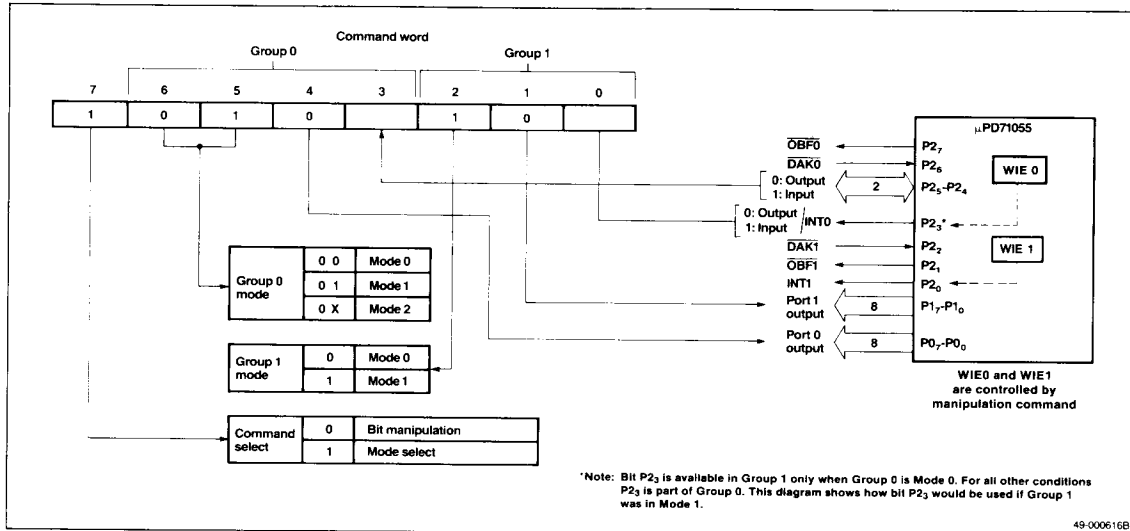 Command word
Group 0
Group 1
7 6 5 4 3 2 1 0
1 0 1 0 1 0
μPD71055
OBF0 P2₇
DAK0 P2₆
0: Output
1: Input
2 P2₅-P2₄
WIE 0
0: Output
1: Input
/INT0 P2₃*
DAK1 P2₂
WIE 1
OBF1 P2₁
INT1 P2₀
Port 1
output
8 P1₇-P1₀
Port 0
output
8 P0₇-P0₀
WIE0 and WIE1
are controlled by
manipulation command
Group 0
mode
0 0 Mode 0
0 1 Mode 1
0 X Mode 2
Group 1
mode
0 Mode 0
1 Mode 1
Command
select
0 Bit manipulation
1 Mode select
*Note: Bit P2₃ is available in Group 1 only when Group 0 is Mode 0. For all other conditions
P2₃ is part of Group 0. This diagram shows how bit P2₃ would be used if Group 1
was in Mode 1.
49-000616B